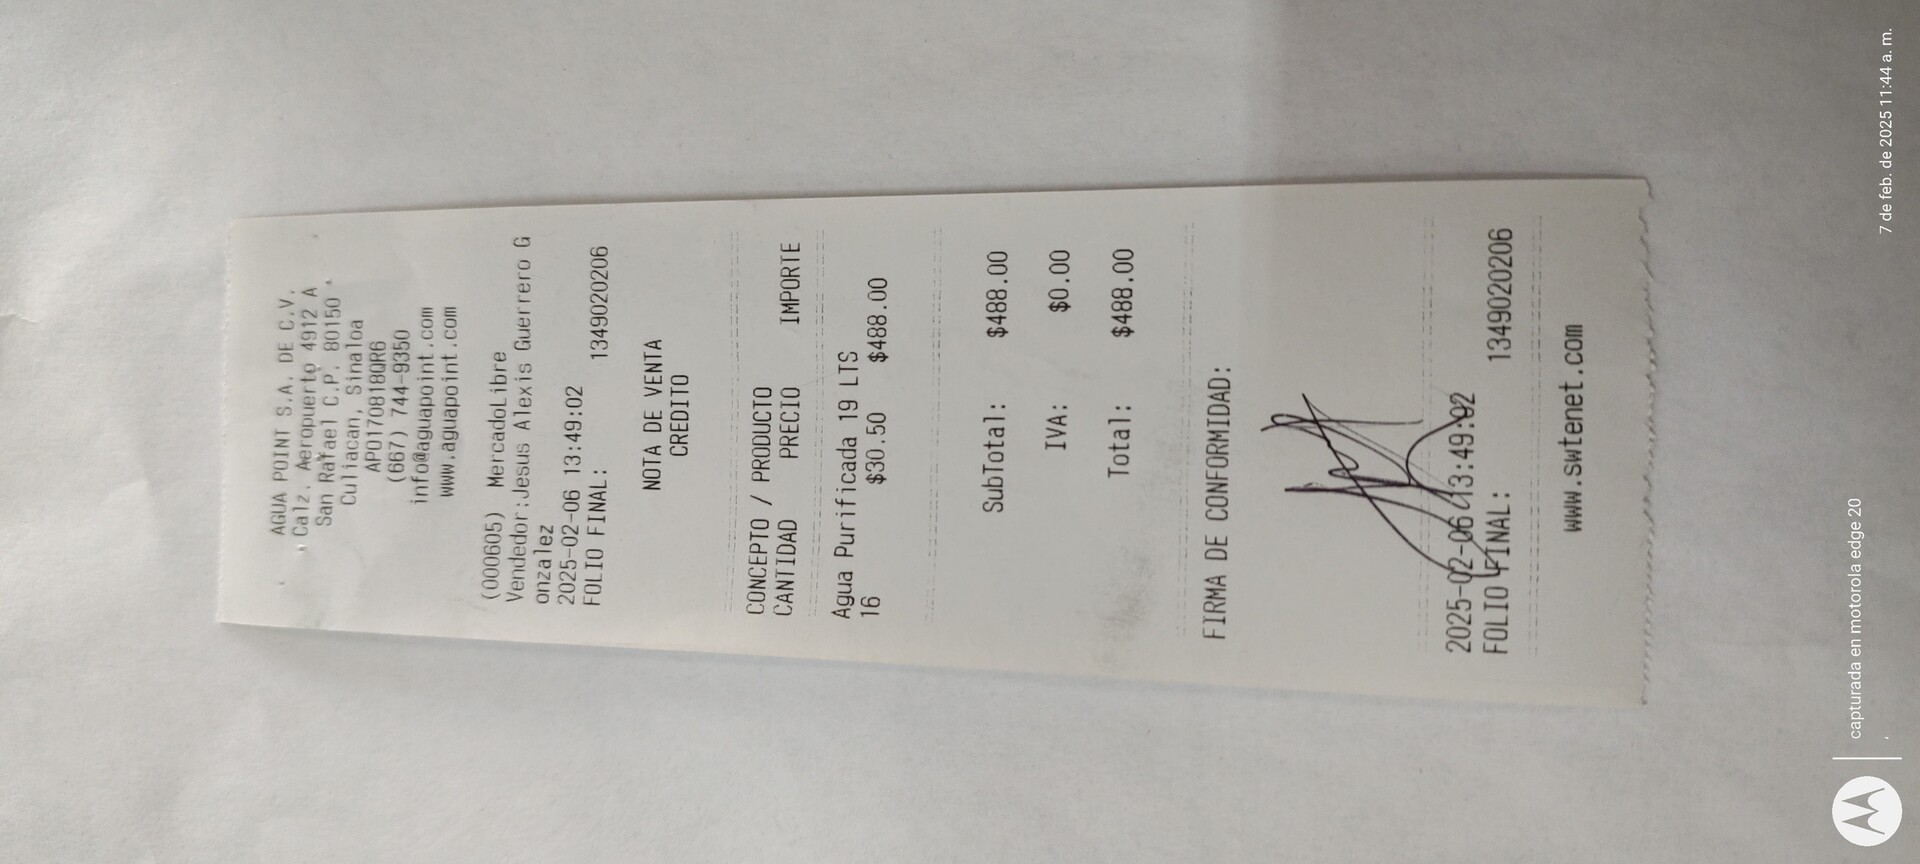 AGUA POINT S.A. DE C.V.
Calz. Aeropuerto 4912 A
San Rafael C.P. 80150
Culiacan, Sinaloa
APO170818QR6
(667) 744-9350
info@aguapoint.com
www.aguapoint.com
(000605) MercadoLibre
Vendedor:Jesus Alexis Guerrero G
onzalez
2025-02-06 13:49:02
FOLIO FINAL: 1349020206
NOTA DE VENTA
CREDITO
CONCEPTO / PRODUCTO
CANTIDAD PRECIO IMPORTE
Agua Purificada 19 LTS
16 $30.50 $488.00
SubTotal: $488.00
IVA: $0.00
Total: $488.00
FIRMA DE CONFORMIDAD:
2025-02-06 13:49:02
FOLIO FINAL: 1349020206
www.swtenet.com
capturada en motorola edge 20
7 de feb. de 2025 11:44 a. m.